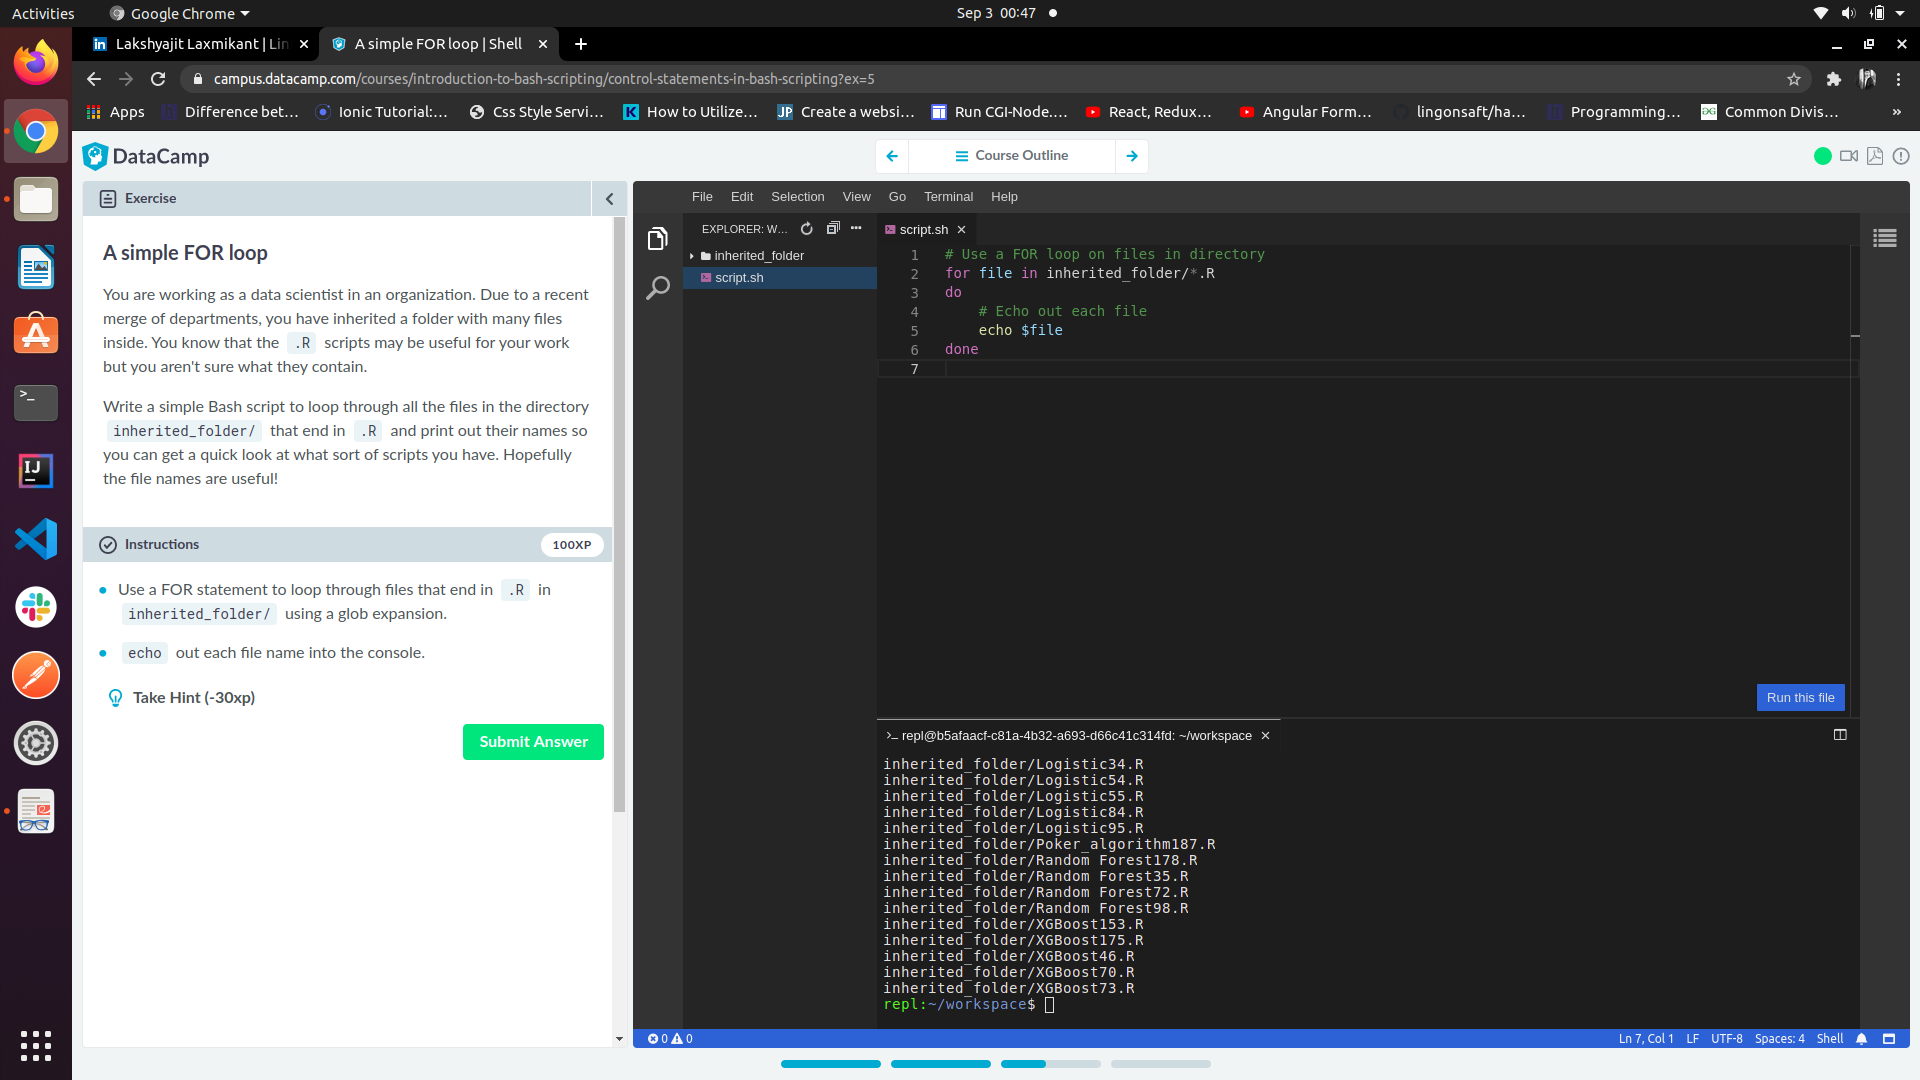 Activities
Google Chrome
Sep 3 00:47
Lakshyajit Laxmikant | Lin
A simple FOR loop | Shell
campus.datacamp.com/courses/introduction-to-bash-scripting/control-statements-in-bash-scripting?ex=5
Apps
Difference bet...
Ionic Tutorial:...
Css Style Servi...
How to Utilize...
Create a websi...
Run CGI-Node....
React, Redux...
Angular Form...
lingonsaft/ha...
Programming...
Common Divis...
»
DataCamp
Course Outline
Exercise
A simple FOR loop
You are working as a data scientist in an organization. Due to a recent
merge of departments, you have inherited a folder with many files
inside. You know that the .R scripts may be useful for your work
but you aren't sure what they contain.
Write a simple Bash script to loop through all the files in the directory
inherited_folder/ that end in .R and print out their names so
you can get a quick look at what sort of scripts you have. Hopefully
the file names are useful!
Instructions
100XP
Use a FOR statement to loop through files that end in .R in
inherited_folder/ using a glob expansion.
echo out each file name into the console.
Take Hint (-30xp)
Submit Answer
File Edit Selection View Go Terminal Help
EXPLORER: W...
inherited_folder
script.sh
script.sh
1 # Use a FOR loop on files in directory
2 for file in inherited_folder/*.R
3 do
4 # Echo out each file
5 echo $file
6 done
7
Run this file
repl@b5afaacf-c81a-4b32-a693-d66c41c314fd: ~/workspace
inherited_folder/Logistic34.R
inherited_folder/Logistic54.R
inherited_folder/Logistic55.R
inherited_folder/Logistic84.R
inherited_folder/Logistic95.R
inherited_folder/Poker_algorithm187.R
inherited_folder/Random Forest178.R
inherited_folder/Random Forest35.R
inherited_folder/Random Forest72.R
inherited_folder/Random Forest98.R
inherited_folder/XGBoost153.R
inherited_folder/XGBoost175.R
inherited_folder/XGBoost46.R
inherited_folder/XGBoost70.R
inherited_folder/XGBoost73.R
repl:~/workspace$
0 0
Ln 7, Col 1 LF UTF-8 Spaces: 4 Shell